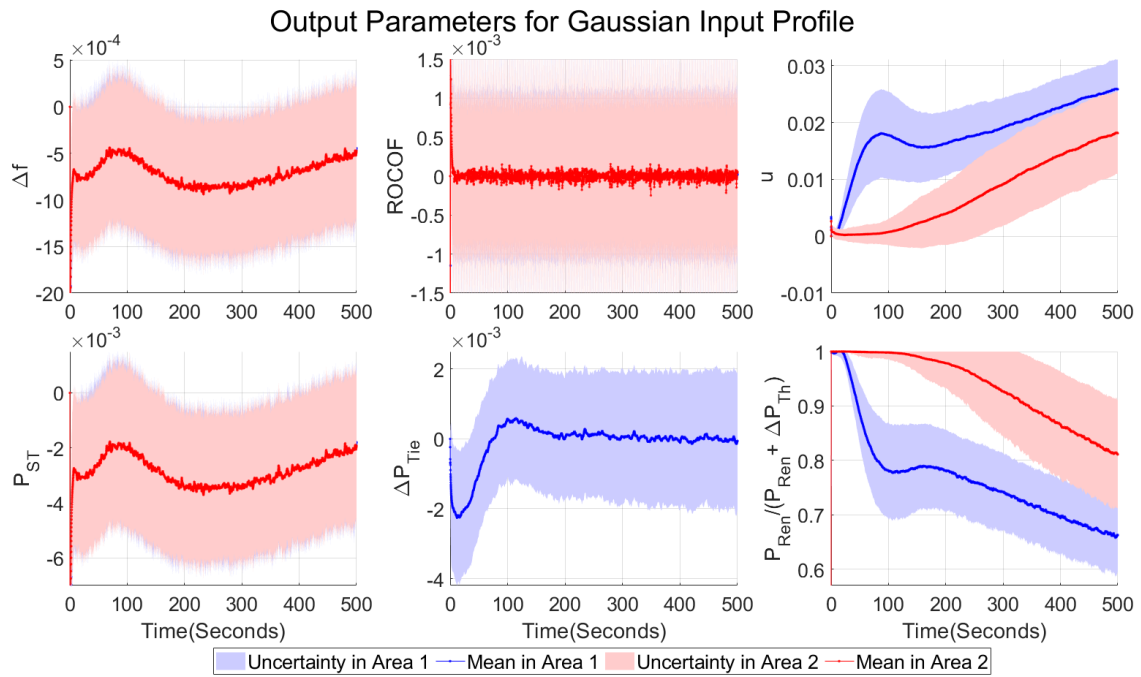 Output Parameters for Gaussian Input Profile
×10⁻⁴
5
0
-5
-10
-15
-20
Δf
0 100 200 300 400 500
×10⁻³
1.5
1
0.5
0
-0.5
-1
-1.5
ROCOF
0 100 200 300 400 500
0.03
0.02
0.01
0
-0.01
u
0 100 200 300 400 500
×10⁻³
0
-2
-4
-6
P_ST
0 100 200 300 400 500
Time(Seconds)
×10⁻³
2
0
-2
-4
ΔP_Tie
0 100 200 300 400 500
Time(Seconds)
1
0.9
0.8
0.7
0.6
P_Ren/(P_Ren + ΔP_Th)
0 100 200 300 400 500
Time(Seconds)
Uncertainty in Area 1 Mean in Area 1 Uncertainty in Area 2 Mean in Area 2